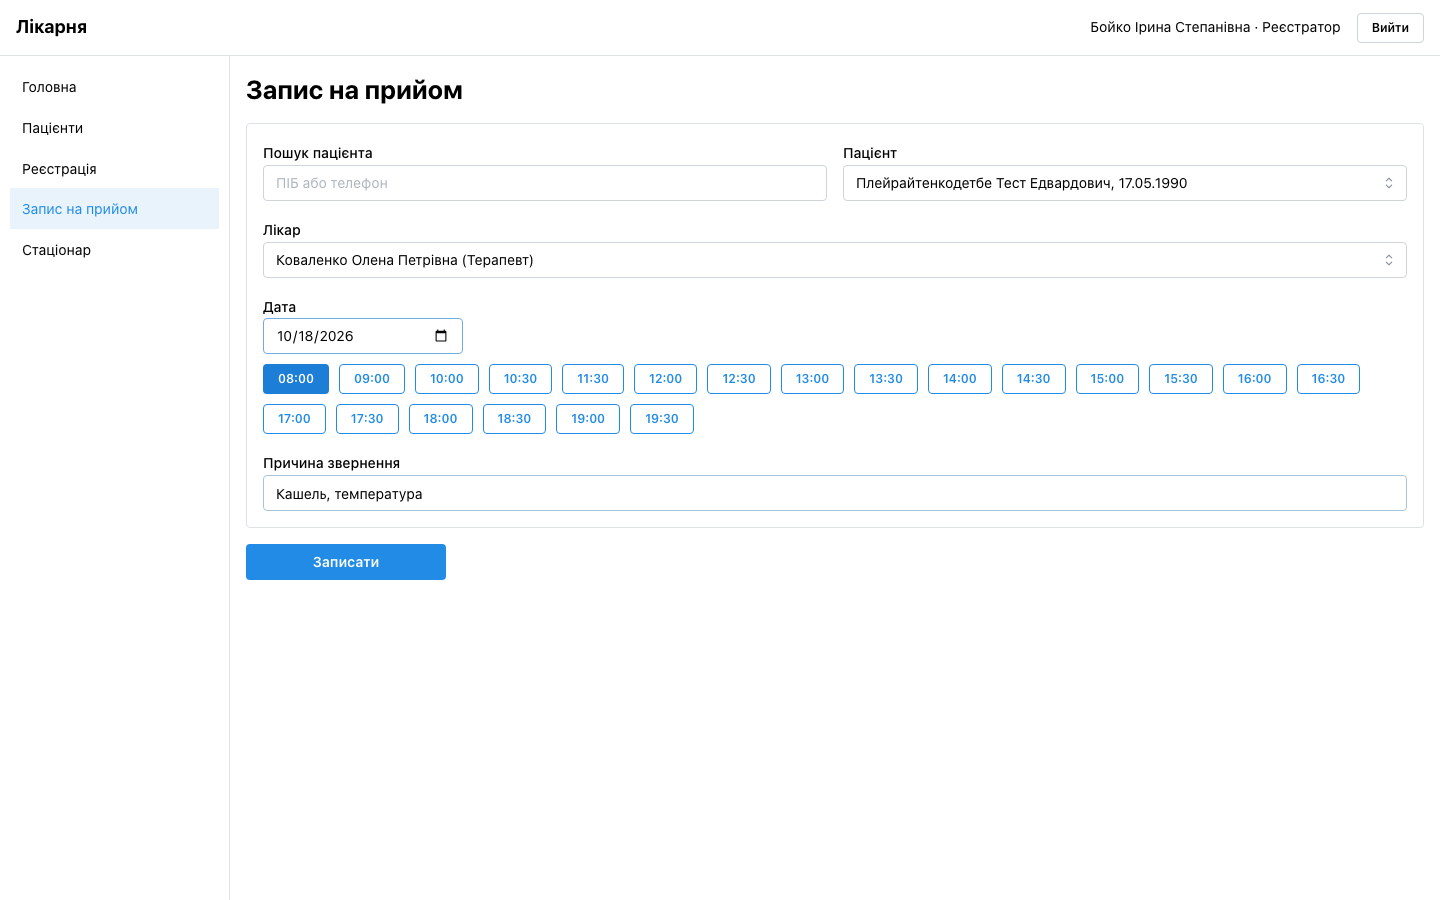 Лікарня
Бойко Ірина Степанівна · Реєстратор
Вийти
Головна
Пацієнти
Реєстрація
Запис на прийом
Стаціонар
Запис на прийом
Пошук пацієнта
ПІБ або телефон
Пацієнт
Плейрайтенкодетбе Тест Едвардович, 17.05.1990
Лікар
Коваленко Олена Петрівна (Терапевт)
Дата
10/18/2026
08:00 09:00 10:00 10:30 11:30 12:00 12:30 13:00 13:30 14:00 14:30 15:00 15:30 16:00 16:30
17:00 17:30 18:00 18:30 19:00 19:30
Причина звернення
Кашель, температура
Записати